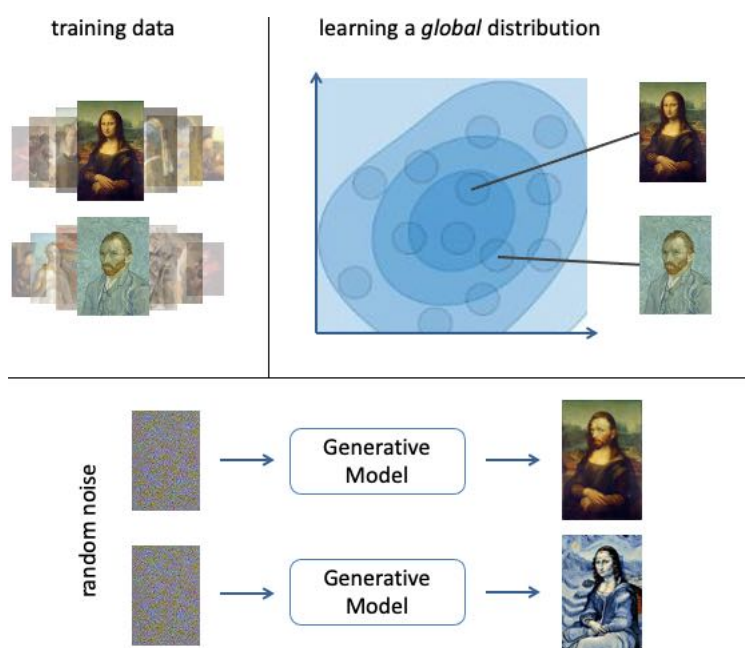 training data
learning a global distribution
random noise
Generative
Model
Generative
Model